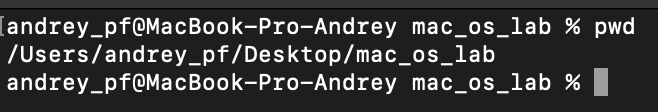 andrey_pf@MacBook-Pro-Andrey mac_os_lab % pwd
/Users/andrey_pf/Desktop/mac_os_lab
andrey_pf@MacBook-Pro-Andrey mac_os_lab %